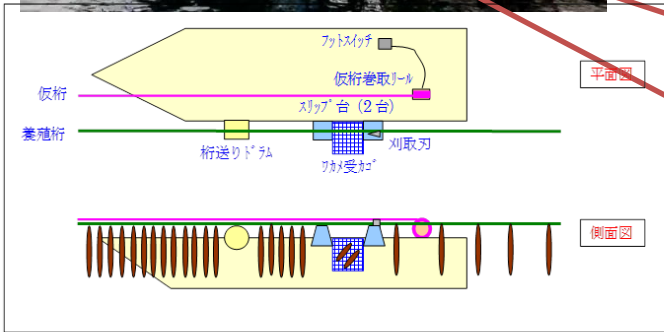 フットスイッチ
仮桁巻取リール
平面図
仮桁
スリップ台（2台）
養殖桁
刈取刃
桁送りドラム
ワカメ受カゴ
側面図